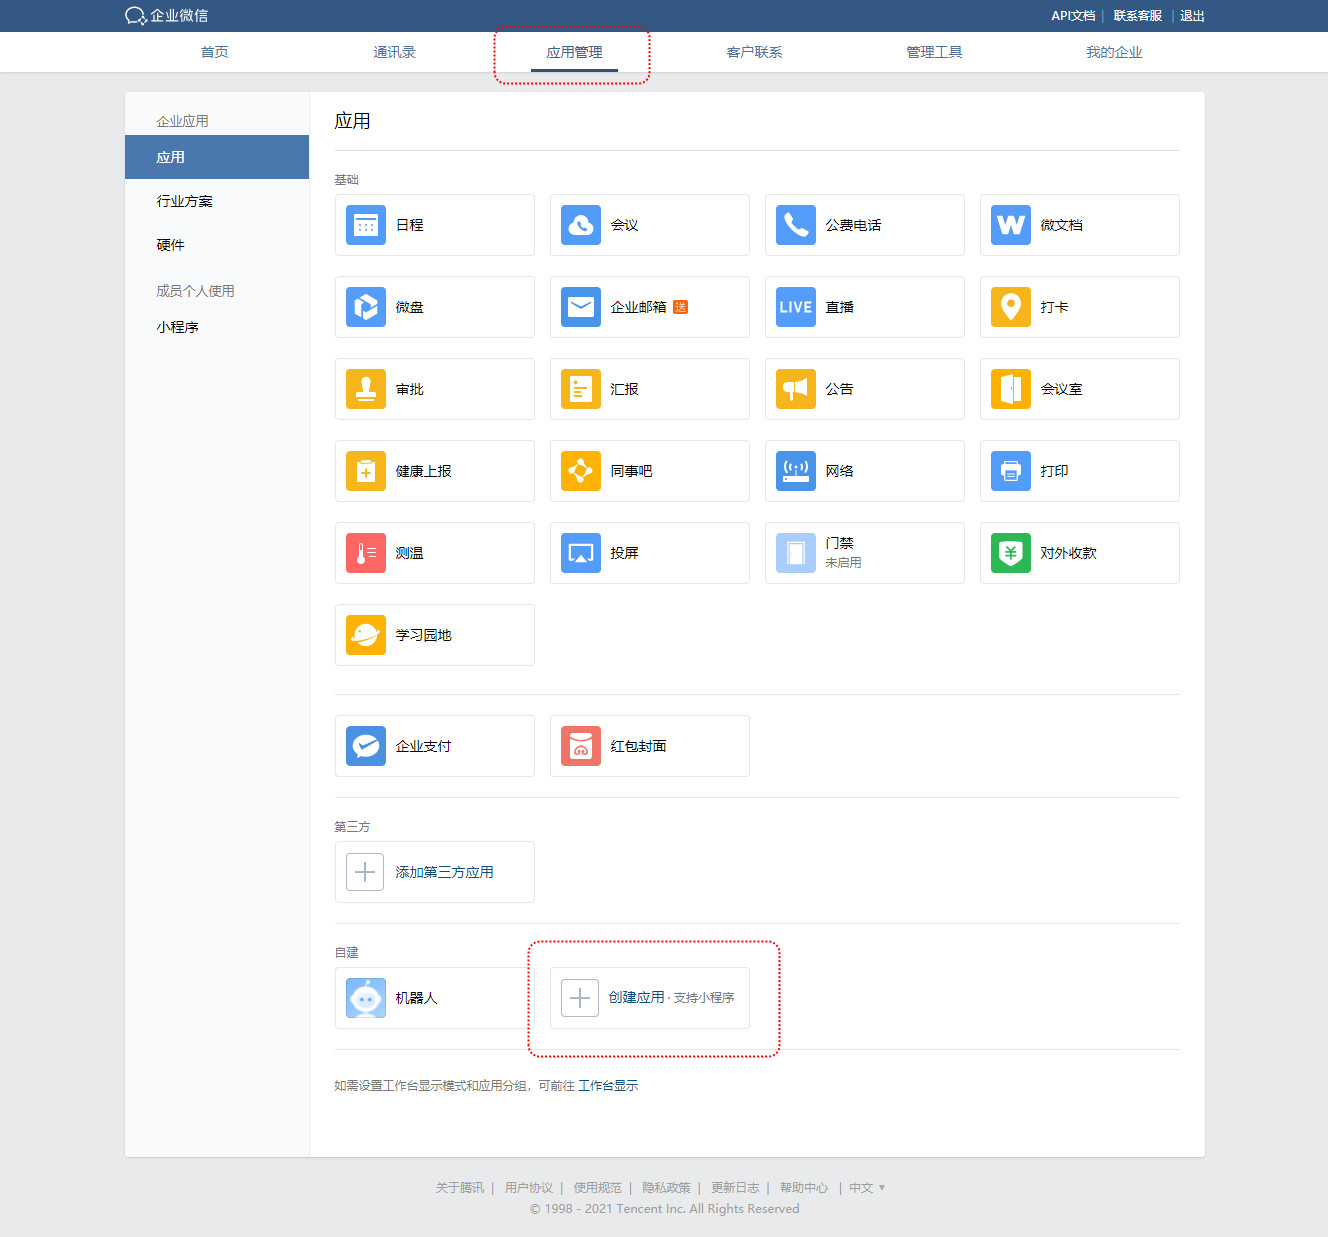 企业微信
API文档 | 联系客服 | 退出
首页 通讯录 应用管理 客户联系 管理工具 我的企业
企业应用
应用
行业方案
硬件
成员个人使用
小程序
应用
基础
日程 会议 公费电话 W 微文档
微盘 企业邮箱 送 LIVE 直播 打卡
审批 汇报 公告 会议室
健康上报 同事吧 网络 打印
测温 投屏 门禁 对外收款
未启用
学习园地
企业支付 红包封面
第三方
添加第三方应用
自建
机器人 创建应用·支持小程序
如需设置工作台显示模式和应用分组，可前往 工作台显示
关于腾讯 | 用户协议 | 使用规范 | 隐私政策 | 更新日志 | 帮助中心 | 中文 ▼
© 1998 - 2021 Tencent Inc. All Rights Reserved